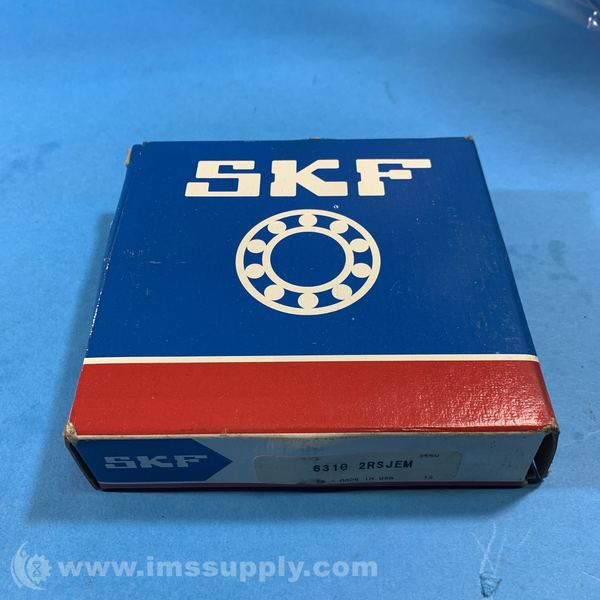 SKF
SKF
6310 2RSJEM
MADE IN USA
www.imssupply.com